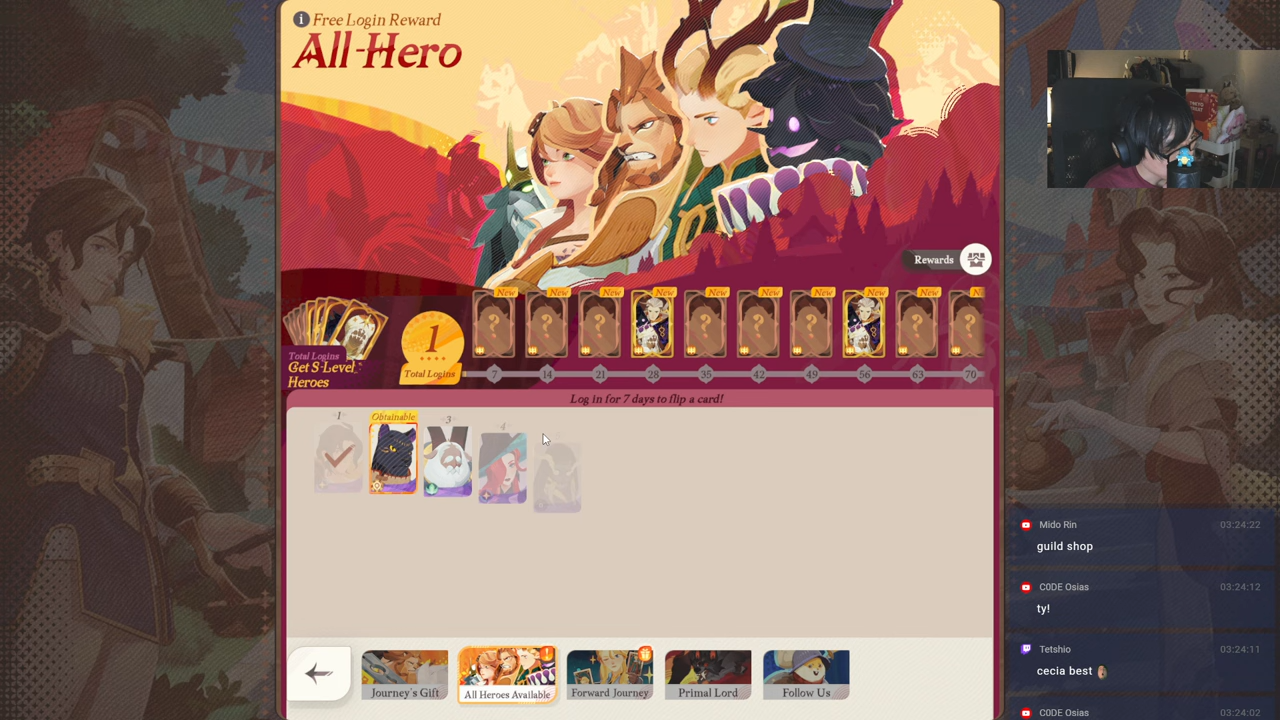 Free Login Reward
All-Hero
Rewards
New New New New New New New New New
Total Logins
Get S-Level Heroes
1
Total Logins
7 14 21 28 35 42 49 56 63 70
Log in for 7 days to flip a card!
1
Obtainable
3
4
Mido Rin 03:24:22
guild shop
C0DE Osias 03:24:12
ty!
Tetshio 03:24:11
cecia best
C0DE Osias 03:24:02
Journey's Gift
All Heroes Available
Forward Journey
Primal Lord
Follow Us